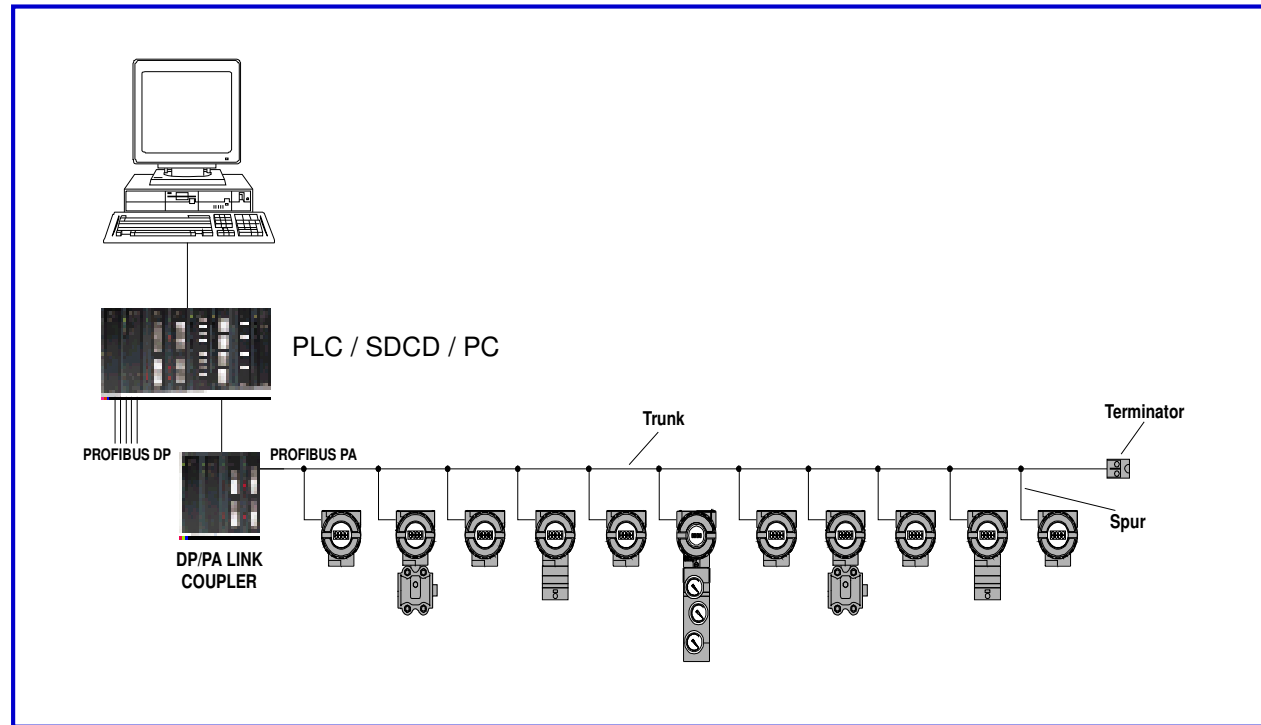 PLC / SDCD / PC
Trunk
Terminator
PROFIBUS DP
PROFIBUS PA
Spur
DP/PA LINK
COUPLER